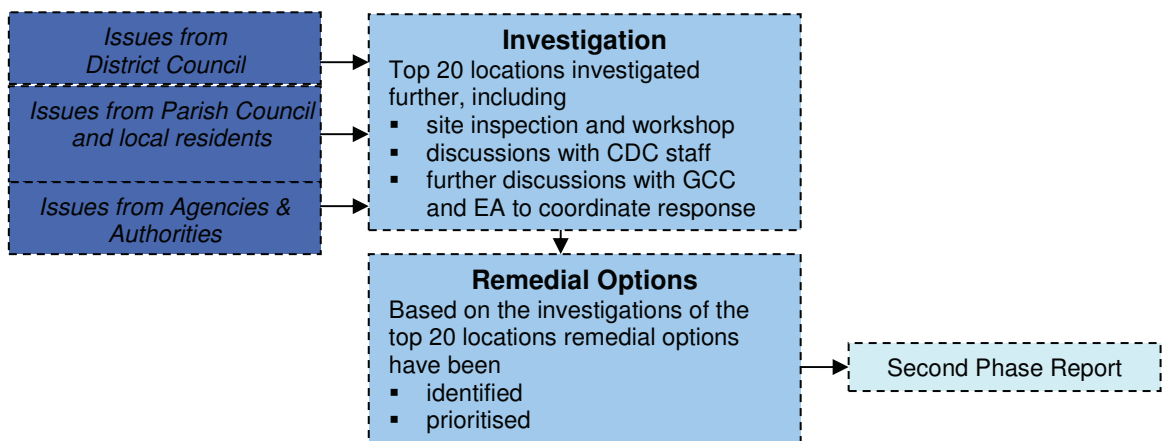 Issues from
District Council
Issues from Parish Council
and local residents
Issues from Agencies &
Authorities
Investigation
Top 20 locations investigated
further, including
▪ site inspection and workshop
▪ discussions with CDC staff
▪ further discussions with GCC
and EA to coordinate response
Remedial Options
Based on the investigations of the
top 20 locations remedial options
have been
▪ identified
▪ prioritised
Second Phase Report